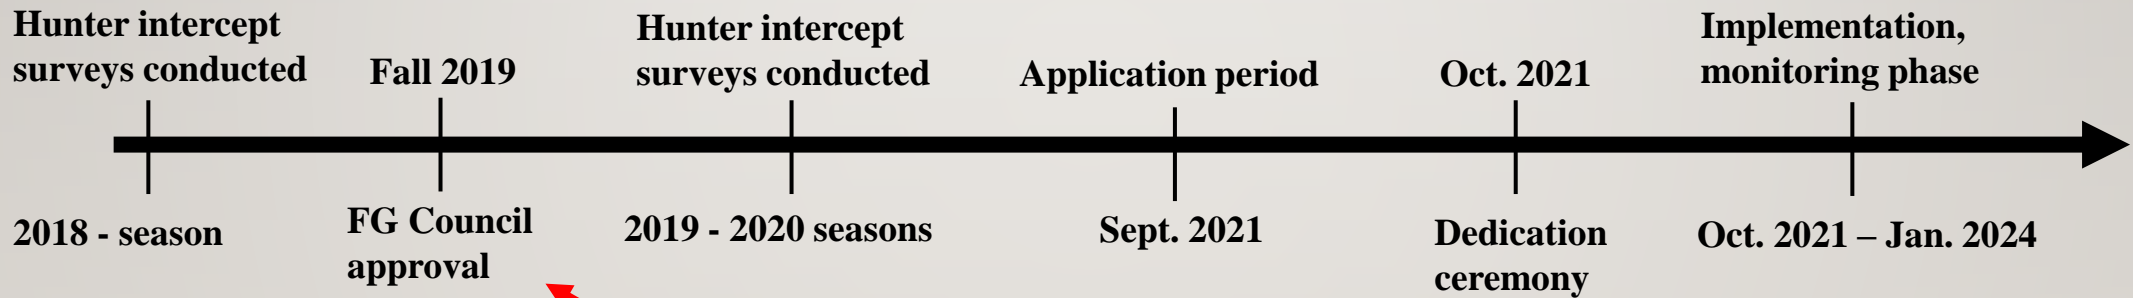 Hunter intercept
surveys conducted
2018 - season
Fall 2019
FG Council
approval
Hunter intercept
surveys conducted
2019 - 2020 seasons
Application period
Sept. 2021
Oct. 2021
Dedication
ceremony
Implementation,
monitoring phase
Oct. 2021 – Jan. 2024